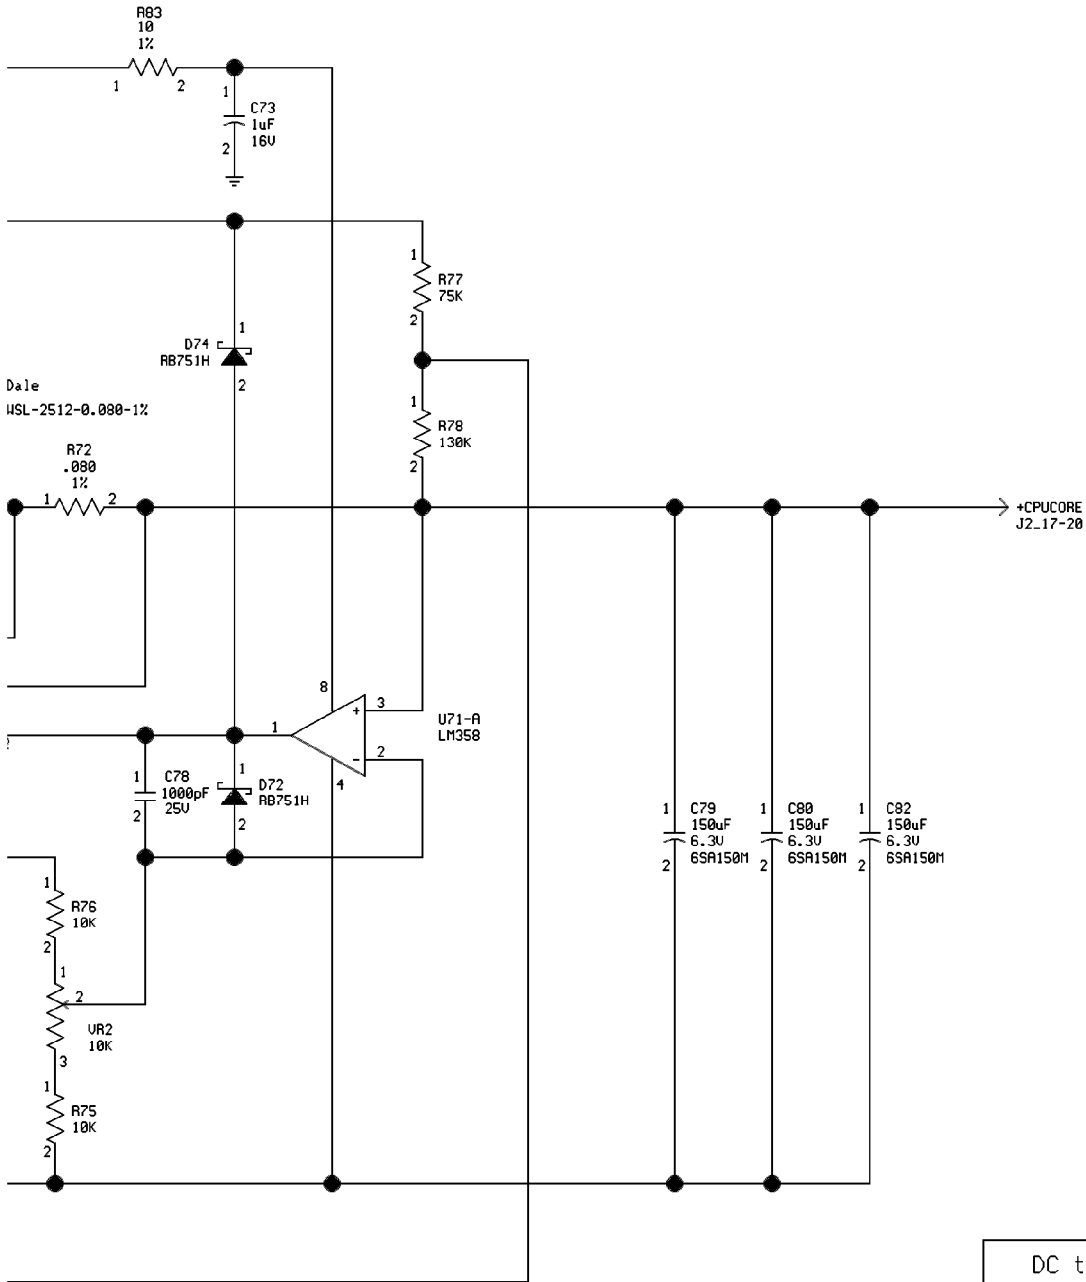 R83
10
1%
1
2
1
C73
1uF
16V
2
1
R77
75K
2
1
D74
RB751H
2
Dale
WSL-2512-0.080-1%
1
R78
130K
2
R72
.080
1%
1
2
+CPUCORE
J2_17-20
8
3
+
U71-A
LM358
1
2
-
4
1
C78
1000pF
25V
2
1
D72
RB751H
2
1
C79
150uF
6.3V
6SA150M
2
1
C80
150uF
6.3V
6SA150M
2
1
C82
150uF
6.3V
6SA150M
2
1
R76
10K
2
1
2
VR2
10K
3
1
R75
10K
2
DC t